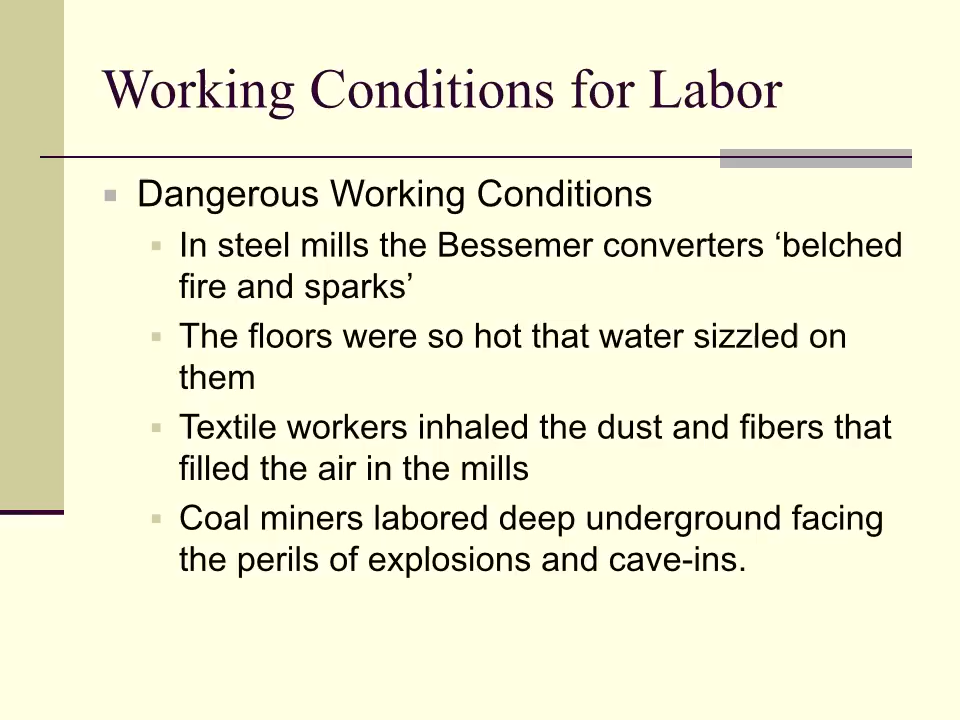 Working Conditions for Labor
Dangerous Working Conditions
In steel mills the Bessemer converters ‘belched
fire and sparks’
The floors were so hot that water sizzled on
them
Textile workers inhaled the dust and fibers that
filled the air in the mills
Coal miners labored deep underground facing
the perils of explosions and cave-ins.